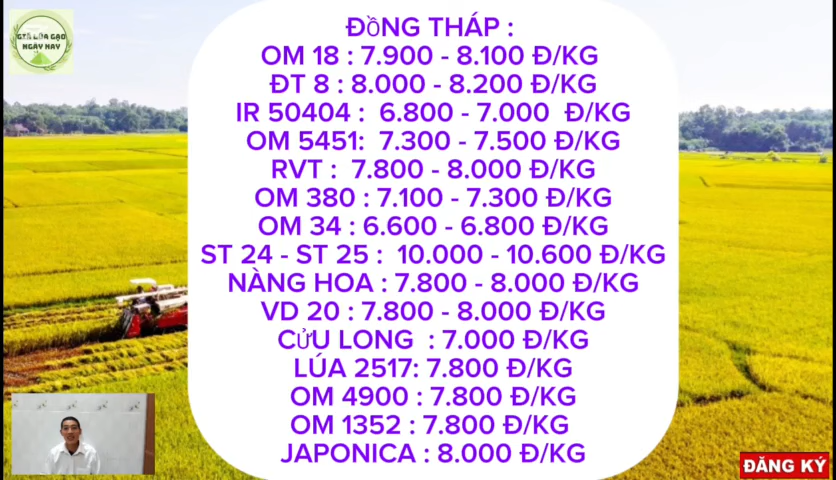 GIÁ LÚA GẠO
NGÀY NAY
ĐỒNG THÁP :
OM 18 : 7.900 - 8.100 Đ/KG
ĐT 8 : 8.000 - 8.200 Đ/KG
IR 50404 : 6.800 - 7.000 Đ/KG
OM 5451: 7.300 - 7.500 Đ/KG
RVT : 7.800 - 8.000 Đ/KG
OM 380 : 7.100 - 7.300 Đ/KG
OM 34 : 6.600 - 6.800 Đ/KG
ST 24 - ST 25 : 10.000 - 10.600 Đ/KG
NÀNG HOA : 7.800 - 8.000 Đ/KG
VD 20 : 7.800 - 8.000 Đ/KG
CỬU LONG : 7.000 Đ/KG
LÚA 2517: 7.800 Đ/KG
OM 4900 : 7.800 Đ/KG
OM 1352 : 7.800 Đ/KG
JAPONICA : 8.000 Đ/KG
ĐĂNG KÝ